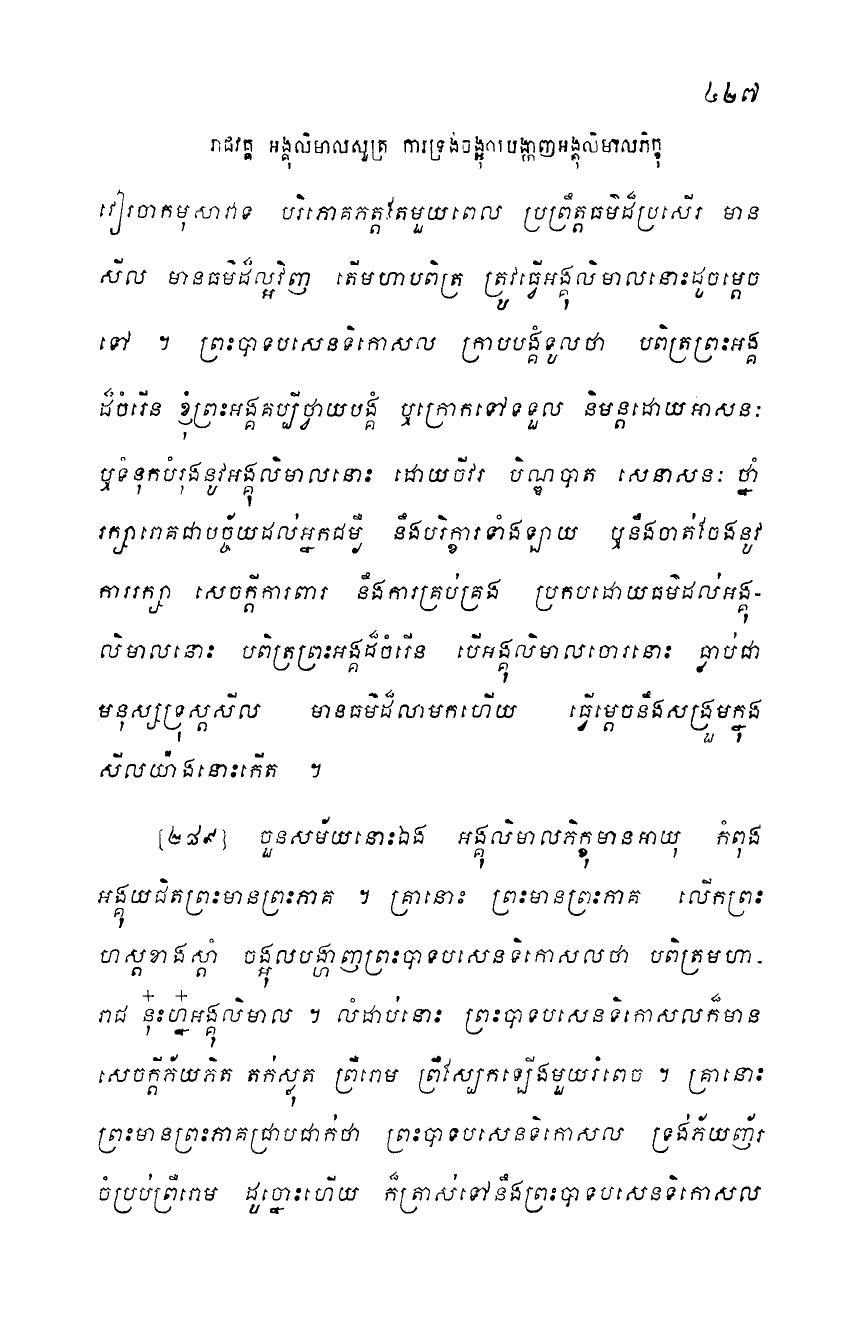 ៤២៧
រាជវគ្គ អង្គុលិមាលសូត្រ ការទ្រង់ចង្អុលបង្ហាញអង្គុលិមាលភិក្ខុ
វៀរចាកមុសាវាទ បរិភោគភត្តតែមួយពេល ប្រព្រឹត្តធម៌ដ៏ប្រសើរ មាន
សីល មានធម៌ដ៏ល្អវិញ តើមហាបពិត្រ ត្រូវធ្វើអង្គុលិមាលនោះដូចម្តេច
ទៅ ។ ព្រះបាទបសេនទិកោសល ក្រាបបង្គំទូលថា បពិត្រព្រះអង្គ
ដ៏ចំរើន ខ្ញុំព្រះអង្គគប្បីថ្វាយបង្គំ ឬក្រោកទៅទទួល និមន្តដោយអាសនៈ
ឬទំនុកបំរុងនូវអង្គុលិមាលនោះ ដោយចីវរ បិណ្ឌបាត សេនាសនៈ ថ្នាំ
រក្សារោគជាបច្ច័យដល់អ្នកជម្ងឺ នឹងបរិក្ខារទាំងឡាយ ឬនឹងចាត់ចែងនូវ
ការរក្សា សេចក្តីការពារ នឹងការគ្រប់គ្រង ប្រកបដោយធម៌ដល់អង្គុ-
លិមាលនោះ បពិត្រព្រះអង្គដ៏ចំរើន បើអង្គុលិមាលចោរនោះ ធ្លាប់ជា
មនុស្សទ្រុស្តសីល មានធម៌ដ៏លាមកហើយ ធ្វើម្តេចនឹងសង្រួមក្នុង
សីលយ៉ាងនោះកើត ។
[២៨៩] ចួនសម័យនោះឯង អង្គុលិមាលភិក្ខុមានអាយុ កំពុង
អង្គុយជិតព្រះមានព្រះភាគ ។ គ្រានោះ ព្រះមានព្រះភាគ លើកព្រះ
ហស្តខាងស្តាំ ចង្អុលបង្ហាញព្រះបាទបសេនទិកោសលថា បពិត្រមហា-
រាជ នុ៎ះហ្ន៎អង្គុលិមាល ។ លំដាប់នោះ ព្រះបាទបសេនទិកោសលក៏មាន
សេចក្តីភ័យភិត តក់ស្លុត ព្រឺរោម ព្រឺស្បែកឡើងមួយរំពេច ។ គ្រានោះ
ព្រះមានព្រះភាគជ្រាបជាក់ថា ព្រះបាទបសេនទិកោសល ទ្រង់ភ័យញ័រ
ចំប្រប់ព្រឺរោម ដូច្នោះហើយ ក៏ត្រាស់ទៅនឹងព្រះបាទបសេនទិកោសល